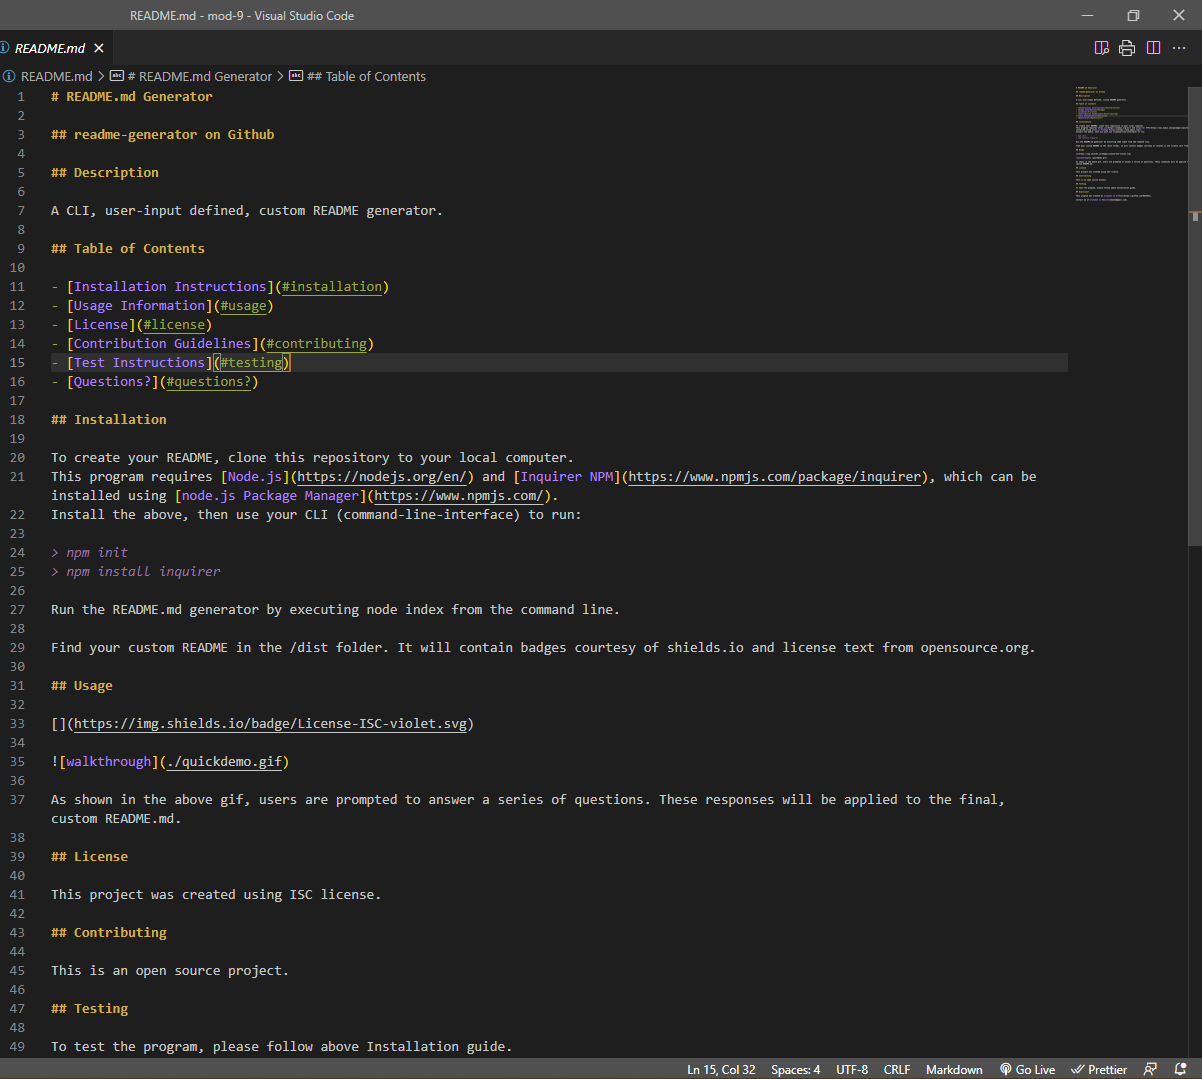 README.md - mod-9 - Visual Studio Code
README.md
README.md > # README.md Generator > ## Table of Contents
1 # README.md Generator
2
3 ## readme-generator on Github
4
5 ## Description
6
7 A CLI, user-input defined, custom README generator.
8
9 ## Table of Contents
10
11 - [Installation Instructions](#installation)
12 - [Usage Information](#usage)
13 - [License](#license)
14 - [Contribution Guidelines](#contributing)
15 - [Test Instructions](#testing)
16 - [Questions?](#questions?)
17
18 ## Installation
19
20 To create your README, clone this repository to your local computer.
21 This program requires [Node.js](https://nodejs.org/en/) and [Inquirer NPM](https://www.npmjs.com/package/inquirer), which can be
installed using [node.js Package Manager](https://www.npmjs.com/).
22 Install the above, then use your CLI (command-line-interface) to run:
23
24 > npm init
25 > npm install inquirer
26
27 Run the README.md generator by executing node index from the command line.
28
29 Find your custom README in the /dist folder. It will contain badges courtesy of shields.io and license text from opensource.org.
30
31 ## Usage
32
33 [](https://img.shields.io/badge/License-ISC-violet.svg)
34
35 ![walkthrough](./quickdemo.gif)
36
37 As shown in the above gif, users are prompted to answer a series of questions. These responses will be applied to the final,
custom README.md.
38
39 ## License
40
41 This project was created using ISC license.
42
43 ## Contributing
44
45 This is an open source project.
46
47 ## Testing
48
49 To test the program, please follow above Installation guide.
Ln 15, Col 32 Spaces: 4 UTF-8 CRLF Markdown Go Live Prettier